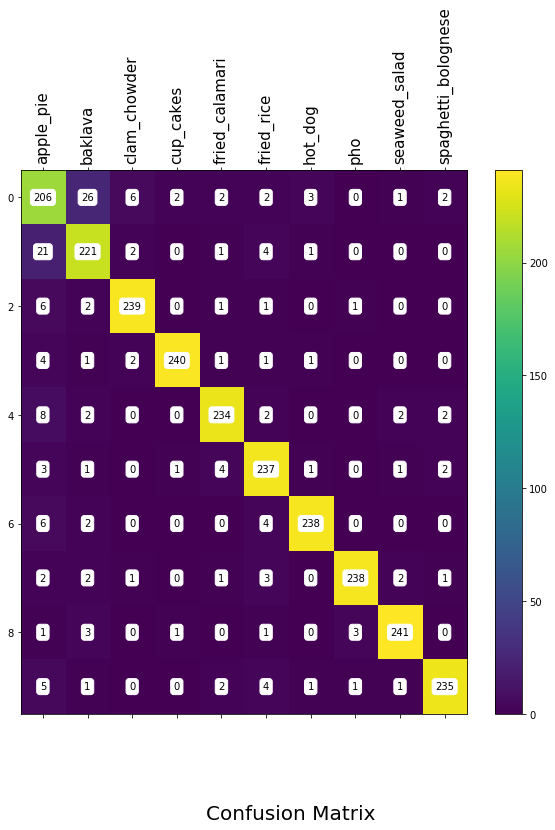 apple_pie baklava clam_chowder cup_cakes fried_calamari fried_rice hot_dog pho seaweed_salad spaghetti_bolognese
0 206 26 6 2 2 2 3 0 1 2
21 221 2 0 1 4 1 0 0 0
2 6 2 239 0 1 1 0 1 0 0
4 1 2 240 1 1 1 0 0 0
4 8 2 0 0 234 2 0 0 2 2
3 1 0 1 4 237 1 0 1 2
6 6 2 0 0 0 4 238 0 0 0
2 2 1 0 1 3 0 238 2 1
8 1 3 0 1 0 1 0 3 241 0
5 1 0 0 2 4 1 1 1 235
200
150
100
50
0
Confusion Matrix